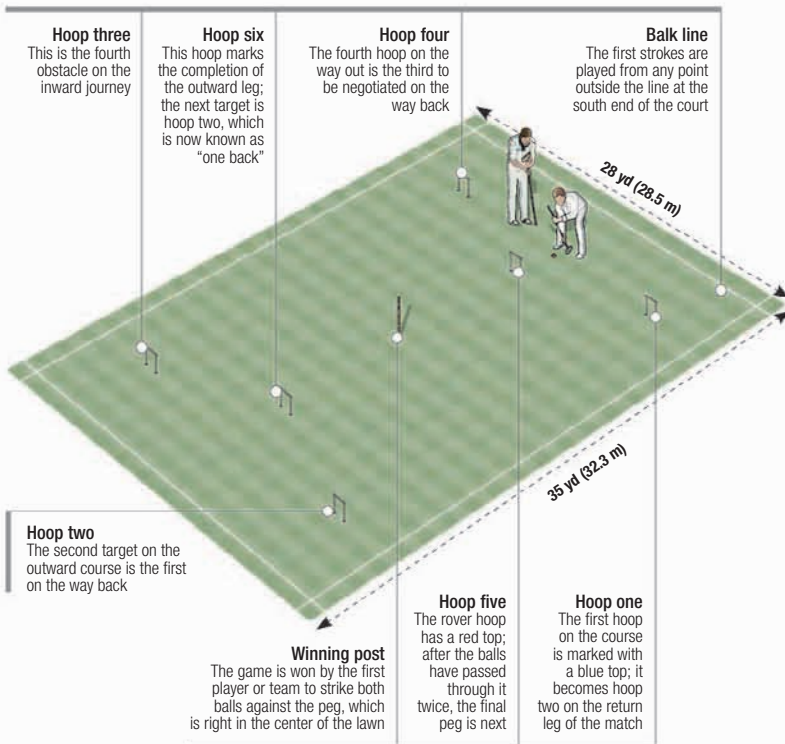 Hoop three
This is the fourth
obstacle on the
inward journey
Hoop six
This hoop marks
the completion of
the outward leg;
the next target is
hoop two, which
is now known as
“one back”
Hoop four
The fourth hoop on the
way out is the third to
be negotiated on the
way back
Balk line
The first strokes are
played from any point
outside the line at the
south end of the court
28 yd (28.5 m)
35 yd (32.3 m)
Hoop two
The second target on the
outward course is the first
on the way back
Winning post
The game is won by the first
player or team to strike both
balls against the peg, which
is right in the center of the lawn
Hoop five
The rover hoop
has a red top;
after the balls
have passed
through it
twice, the final
peg is next
Hoop one
The first hoop
on the course
is marked with
a blue top; it
becomes hoop
two on the return
leg of the match